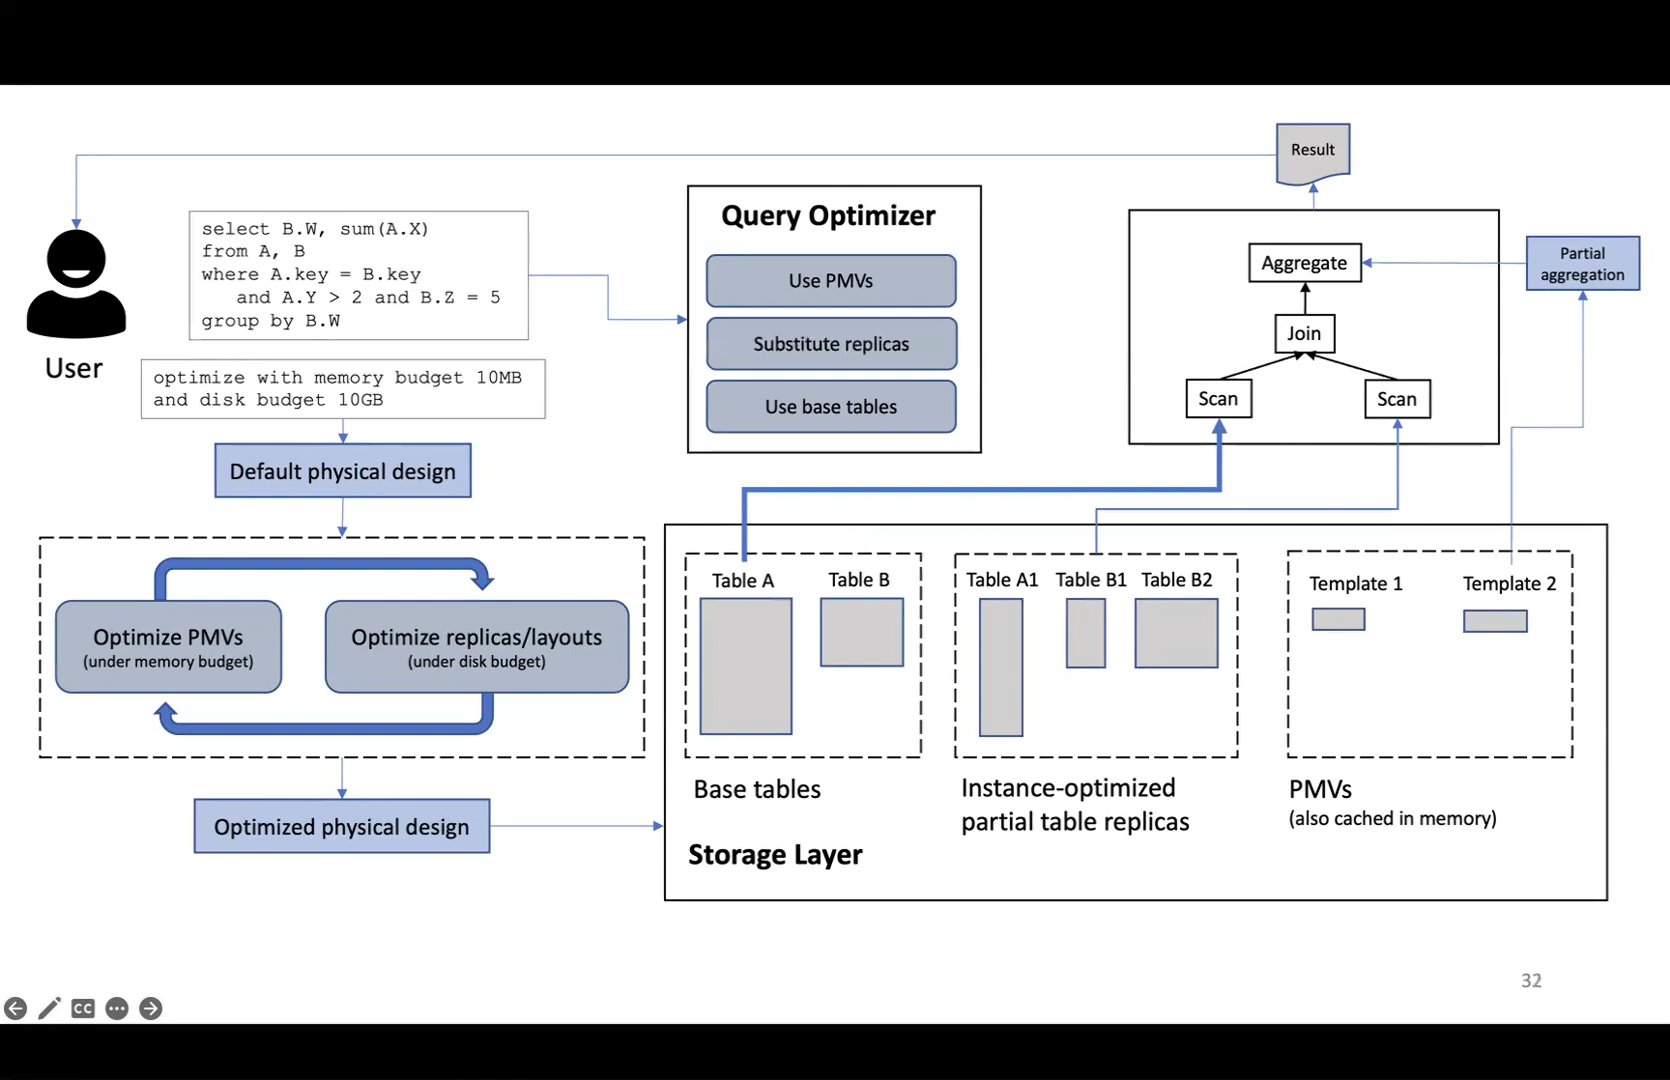 Result
select B.W, sum(A.X)
from A, B
where A.key = B.key
and A.Y > 2 and B.Z = 5
group by B.W
User
optimize with memory budget 10MB
and disk budget 10GB
Default physical design
Optimize PMVs
(under memory budget)
Optimize replicas/layouts
(under disk budget)
Optimized physical design
Query Optimizer
Use PMVs
Substitute replicas
Use base tables
Aggregate
Join
Scan
Scan
Partial
aggregation
Table A
Table B
Base tables
Table A1
Table B1
Table B2
Instance-optimized
partial table replicas
Template 1
Template 2
PMVs
(also cached in memory)
Storage Layer
32
CC